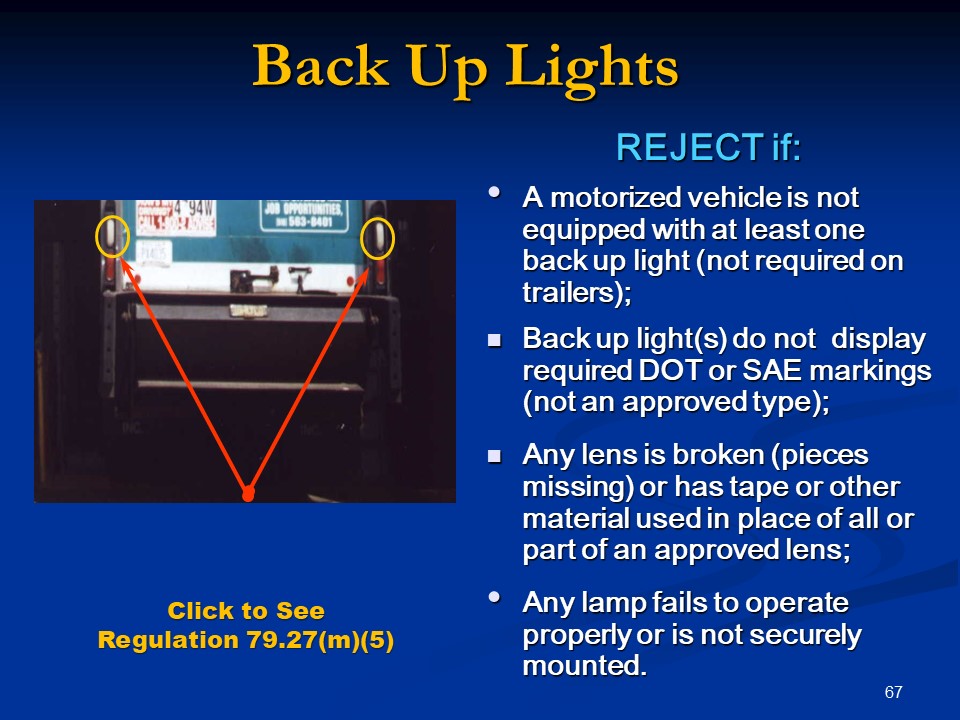 Back Up Lights
REJECT if:
• A motorized vehicle is not
equipped with at least one
back up light (not required on
trailers);
■ Back up light(s) do not display
required DOT or SAE markings
(not an approved type);
■ Any lens is broken (pieces
missing) or has tape or other
material used in place of all or
part of an approved lens;
• Any lamp fails to operate
properly or is not securely
mounted.
4 94W
JOB OPPORTUNITIES,
563-8401
Click to See
Regulation 79.27(m)(5)
67